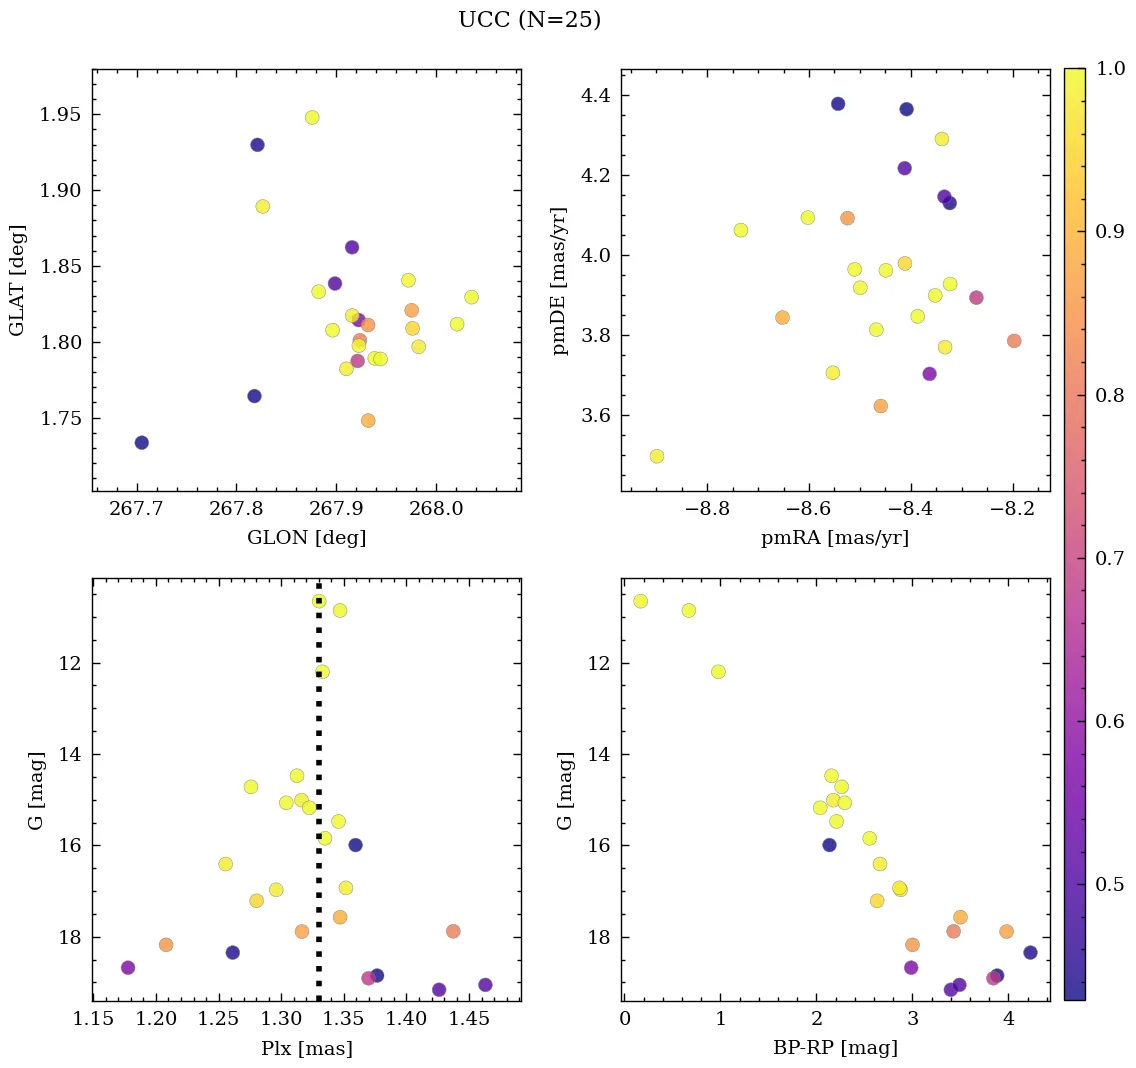 UCC (N=25)
1.95
1.90
1.85
1.80
1.75
GLAT [deg]
267.7 267.8 267.9 268.0
GLON [deg]
4.4
4.2
4.0
3.8
3.6
pmDE [mas/yr]
−8.8 −8.6 −8.4 −8.2
pmRA [mas/yr]
1.0
0.9
0.8
0.7
0.6
0.5
12
14
16
18
G [mag]
1.15 1.20 1.25 1.30 1.35 1.40 1.45
Plx [mas]
12
14
16
18
G [mag]
0 1 2 3 4
BP-RP [mag]